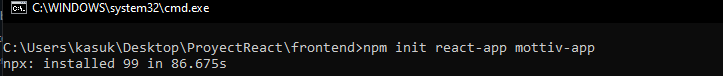 C:\WINDOWS\system32\cmd.exe
C:\Users\kasuk\Desktop\ProyectReact\frontend>npm init react-app mottiv-app
npx: installed 99 in 86.675s